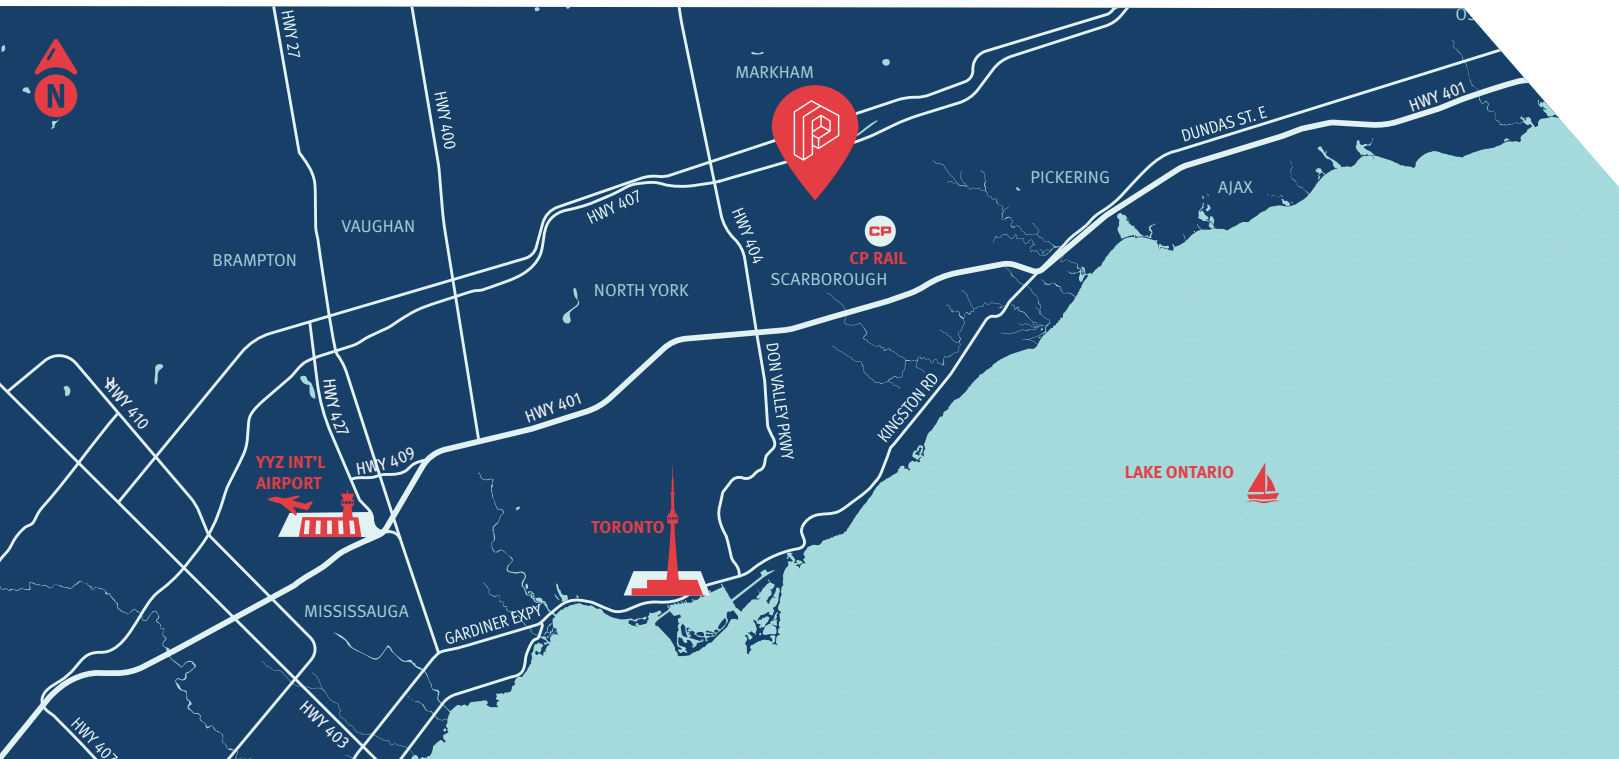 HWY 27
HWY 400
OS
MARKHAM
N
HWY 401
DUNDAS ST. E
PICKERING
AJAX
HWY 407
VAUGHAN
HWY 404
BRAMPTON
CP
CP RAIL
SCARBOROUGH
NORTH YORK
HWY 410
HWY 427
DON VALLEY PKWY
HWY 401
KINGSTON RD
YYZ INT'L
AIRPORT
HWY 409
LAKE ONTARIO
TORONTO
MISSISSAUGA
GARDINER EXPY
HWY 403
HWY 407